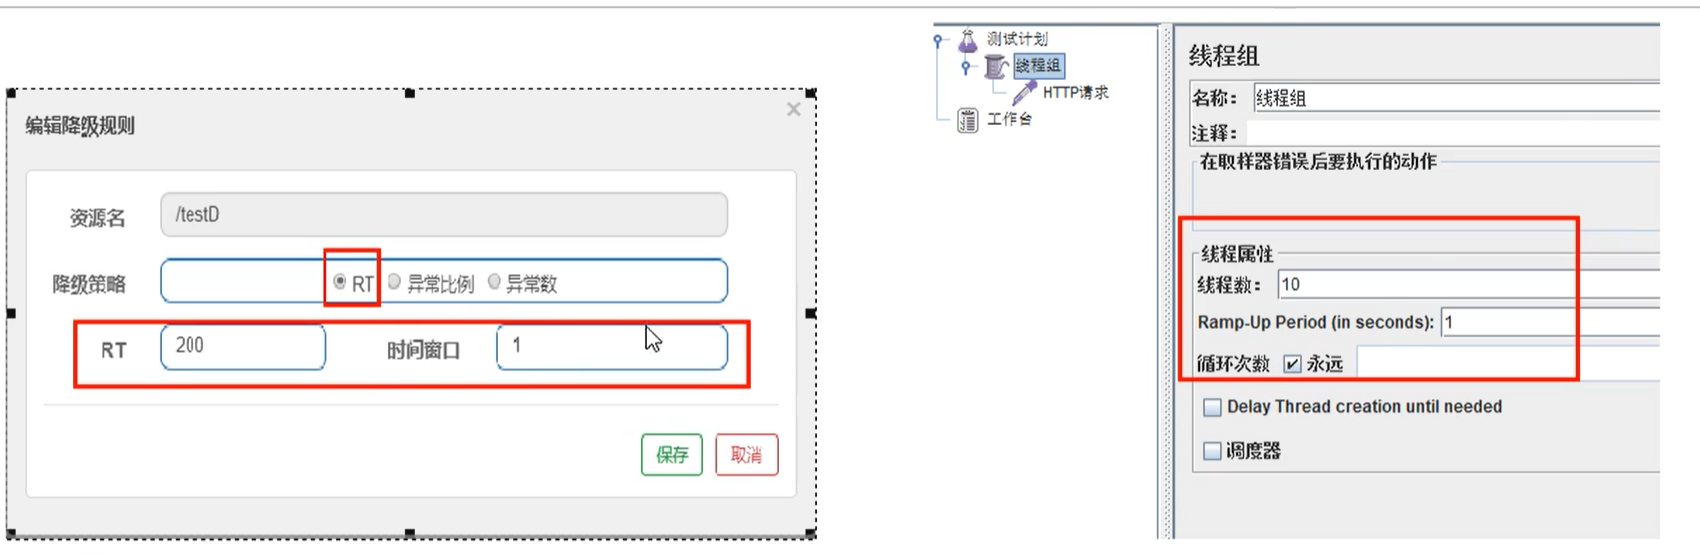 编辑降级规则
×
资源名 /testD
降级策略 RT 异常比例 异常数
RT 200 时间窗口 1
保存 取消
测试计划
线程组
HTTP请求
工作台
线程组
名称： 线程组
注释：
在取样器错误后要执行的动作
线程属性
线程数： 10
Ramp-Up Period (in seconds): 1
循环次数 永远
Delay Thread creation until needed
调度器